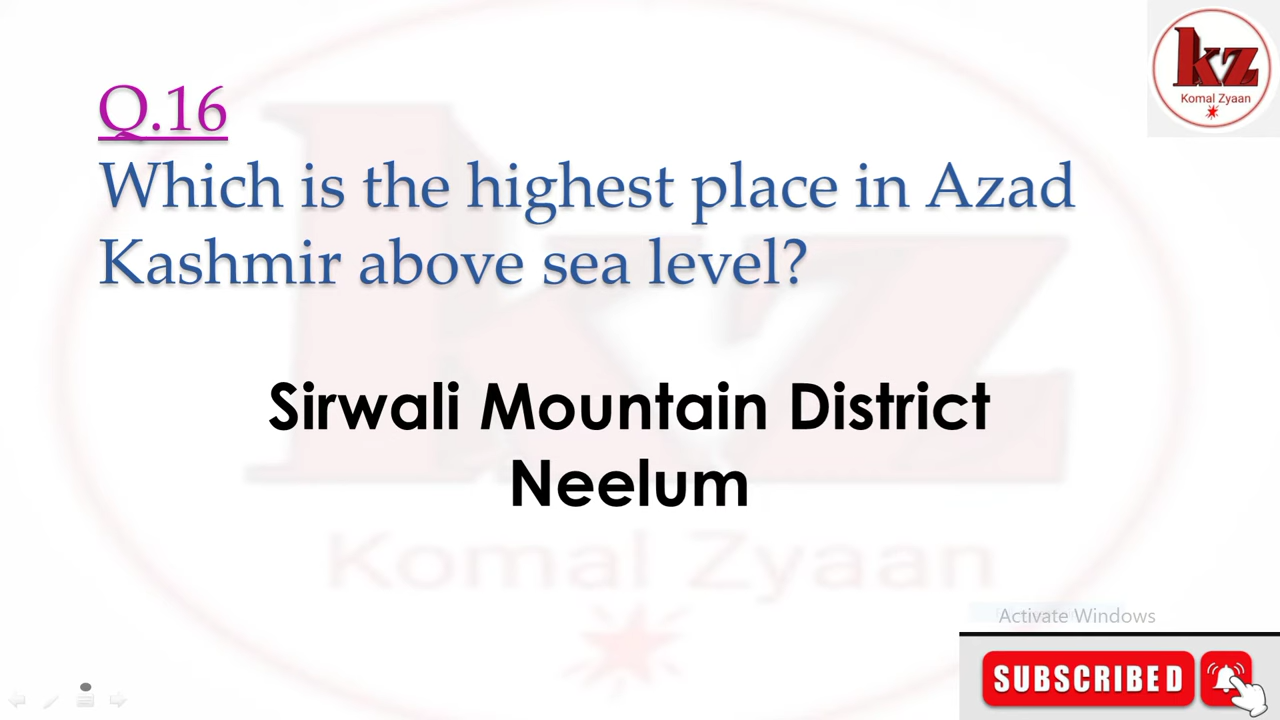 kz
Komal Zyaan
Q.16
Which is the highest place in Azad
Kashmir above sea level?
Sirwali Mountain District
Neelum
kz
Komal Zyaan
Activate Windows
SUBSCRIBED